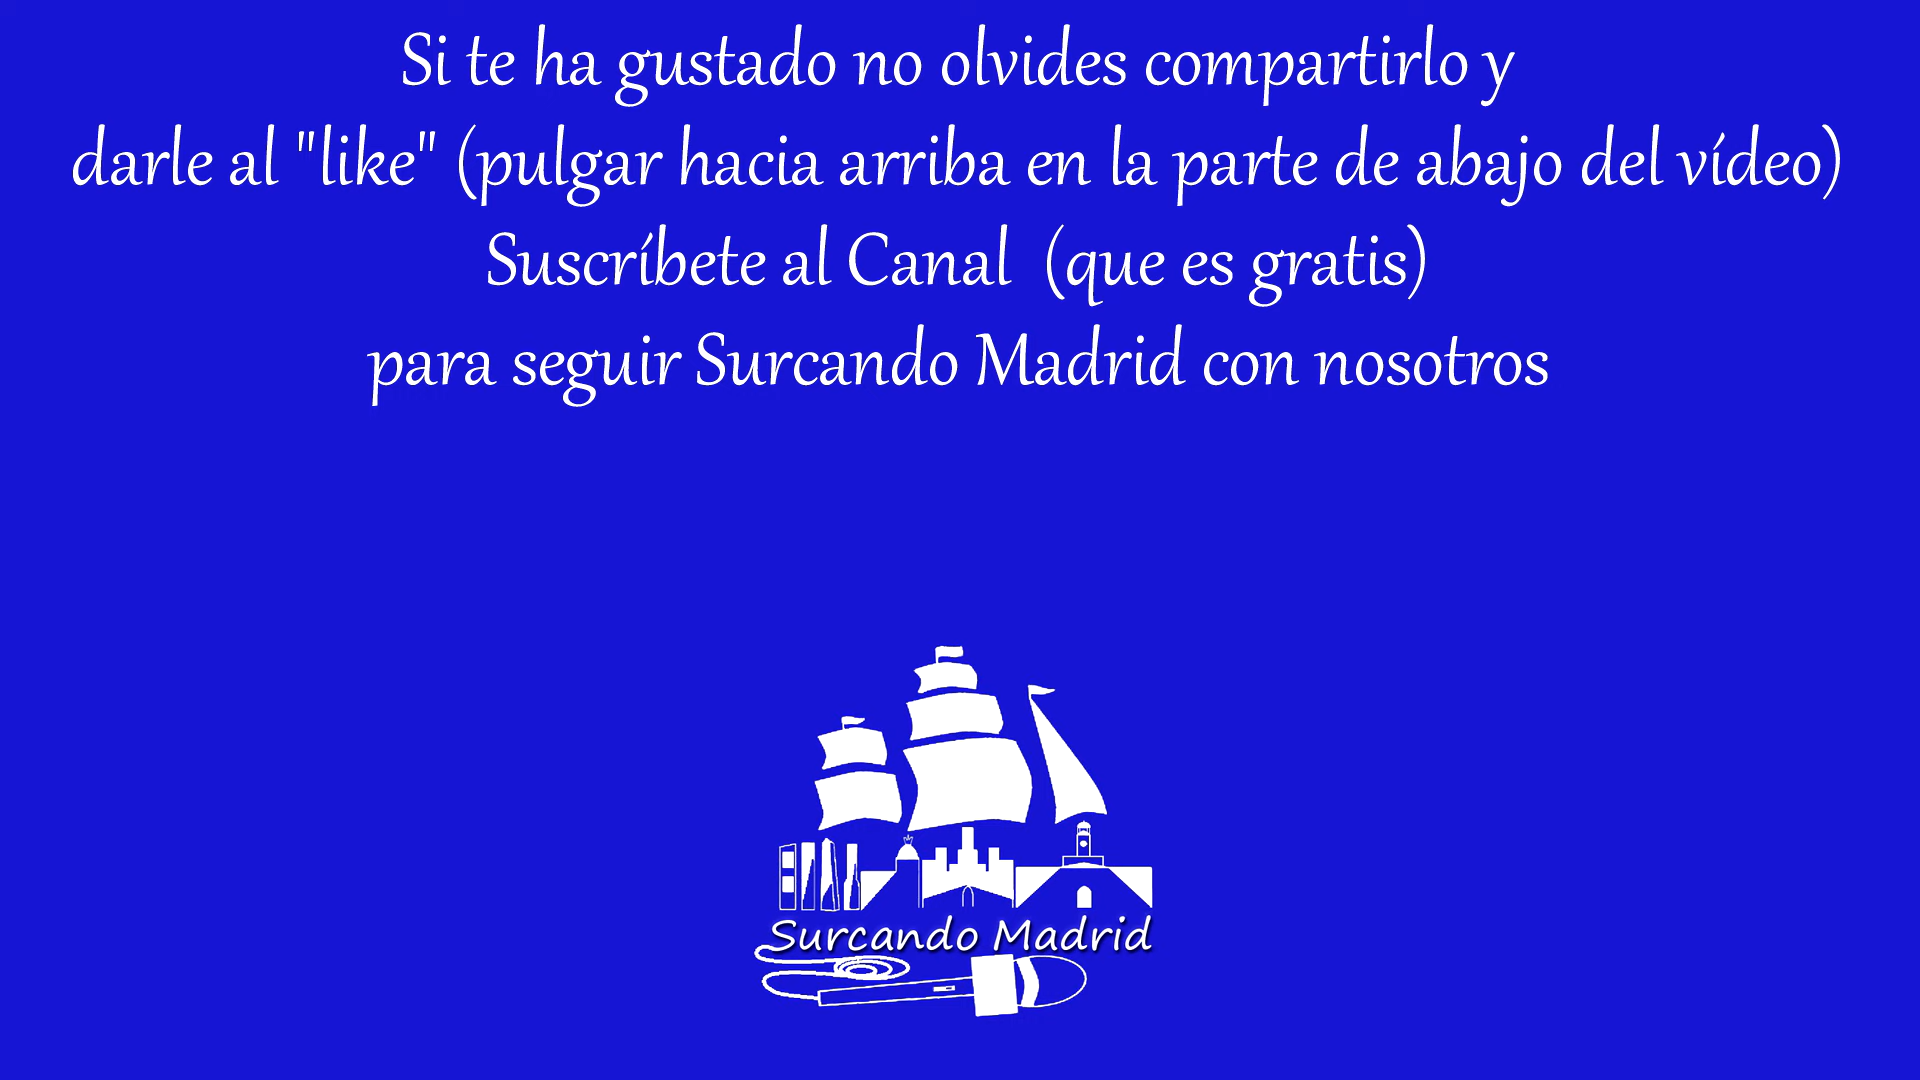 Si te ha gustado no olvides compartirlo y
darle al "like" (pulgar hacia arriba en la parte de abajo del vídeo)
Suscríbete al Canal (que es gratis)
para seguir Surcando Madrid con nosotros
Surcando Madrid